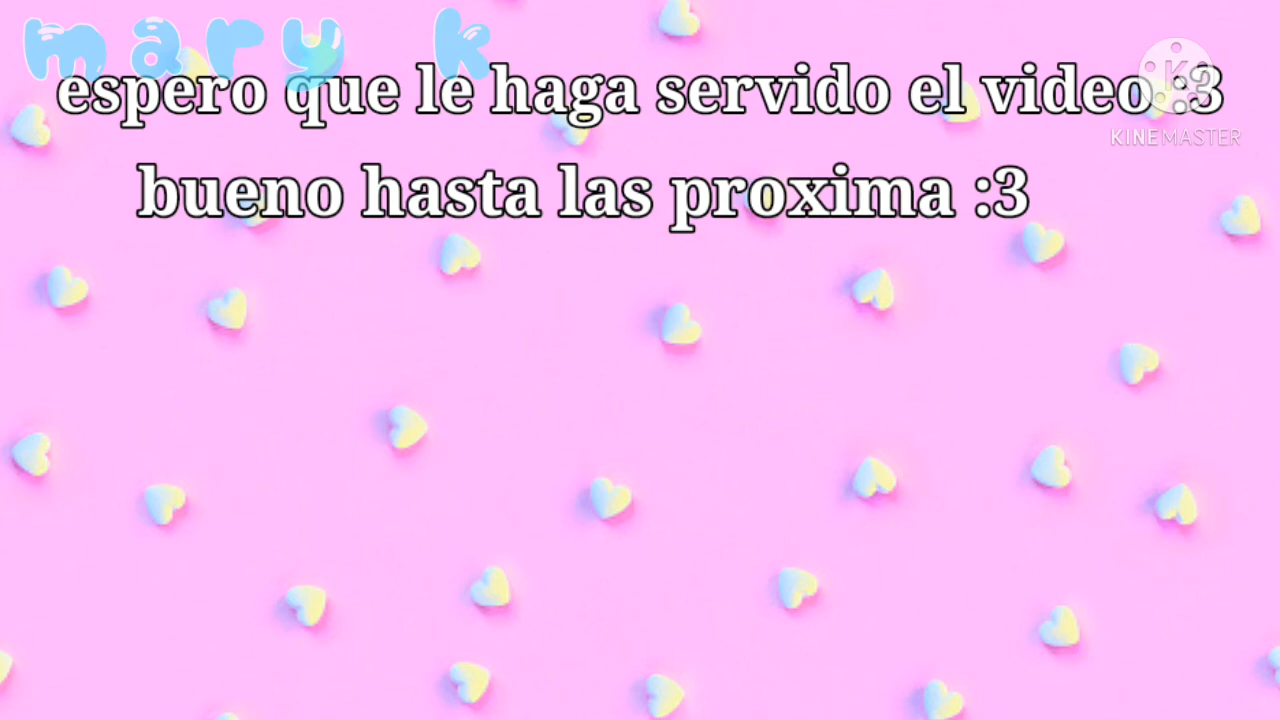 mary k
espero que le haga servido el video :3
KINEMASTER
bueno hasta las proxima :3